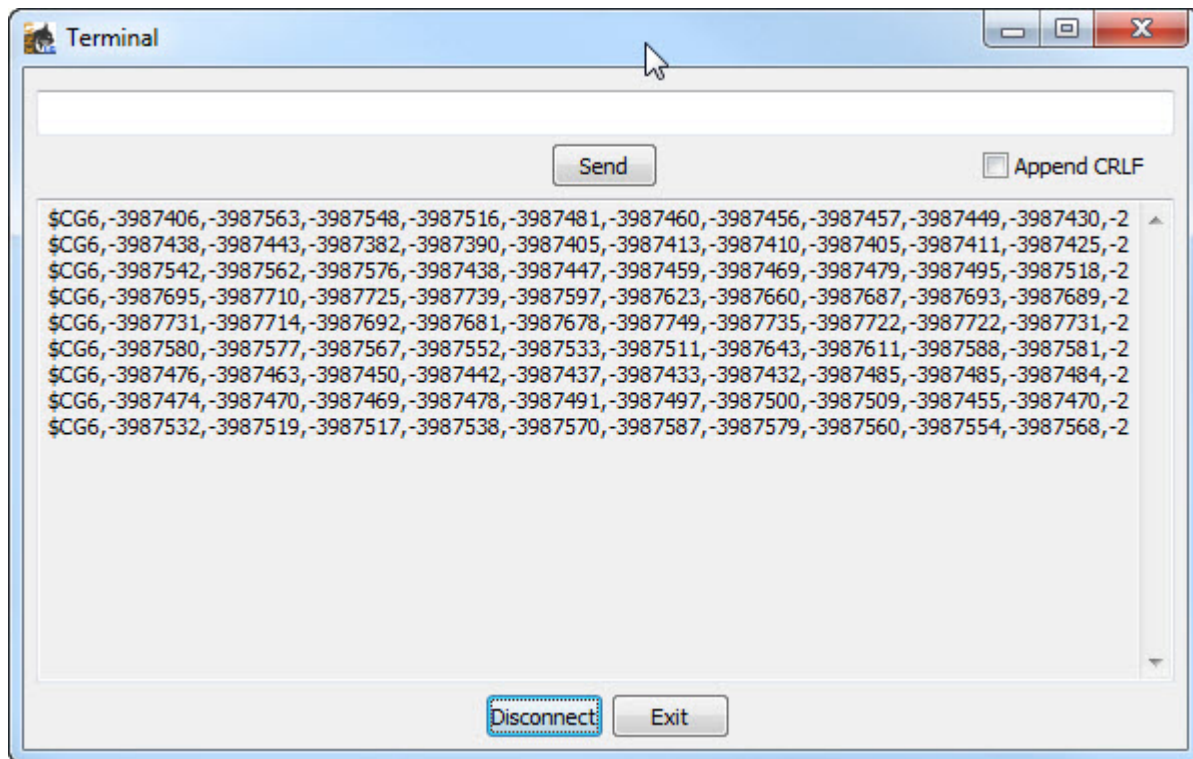 Terminal
Send
Append CRLF
$CG6,-3987406,-3987563,-3987548,-3987516,-3987481,-3987460,-3987456,-3987457,-3987449,-3987430,-2
$CG6,-3987438,-3987443,-3987382,-3987390,-3987405,-3987413,-3987410,-3987405,-3987411,-3987425,-2
$CG6,-3987542,-3987562,-3987576,-3987438,-3987447,-3987459,-3987469,-3987479,-3987495,-3987518,-2
$CG6,-3987695,-3987710,-3987725,-3987739,-3987597,-3987623,-3987660,-3987687,-3987693,-3987689,-2
$CG6,-3987731,-3987714,-3987692,-3987681,-3987678,-3987749,-3987735,-3987722,-3987722,-3987731,-2
$CG6,-3987580,-3987577,-3987567,-3987552,-3987533,-3987511,-3987643,-3987611,-3987588,-3987581,-2
$CG6,-3987476,-3987463,-3987450,-3987442,-3987437,-3987433,-3987432,-3987485,-3987485,-3987484,-2
$CG6,-3987474,-3987470,-3987469,-3987478,-3987491,-3987497,-3987500,-3987509,-3987455,-3987470,-2
$CG6,-3987532,-3987519,-3987517,-3987538,-3987570,-3987587,-3987579,-3987560,-3987554,-3987568,-2
Disconnect Exit